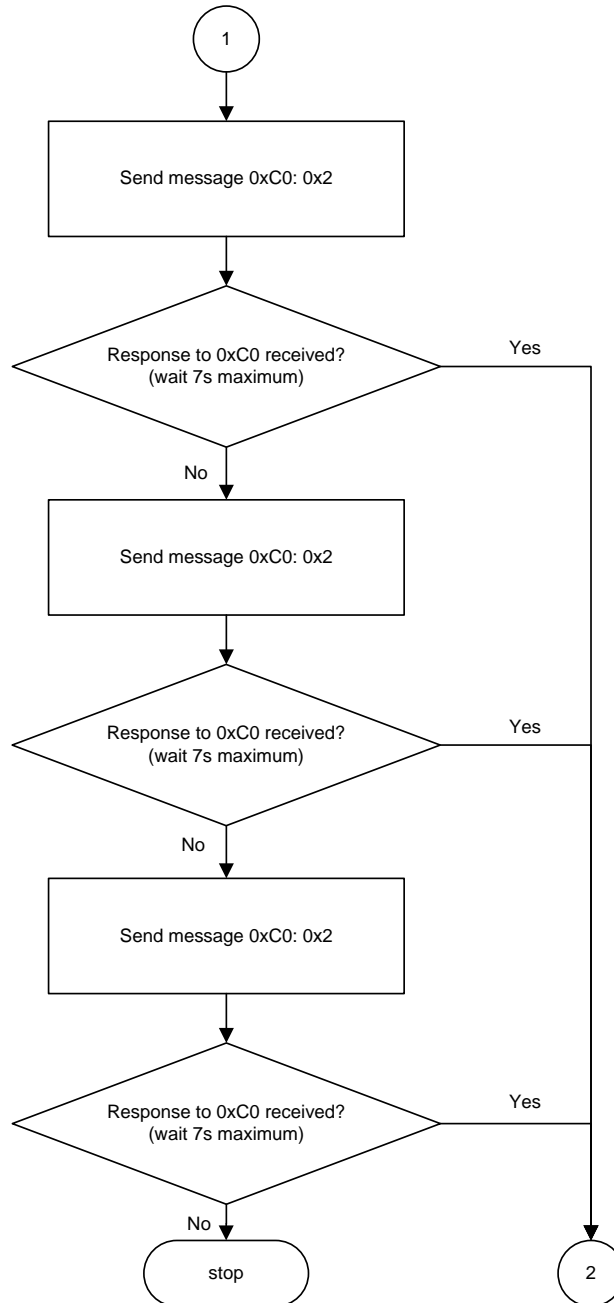 1
Send message 0xC0: 0x2
Response to 0xC0 received?
(wait 7s maximum)
Yes
No
Send message 0xC0: 0x2
Response to 0xC0 received?
(wait 7s maximum)
Yes
No
Send message 0xC0: 0x2
Response to 0xC0 received?
(wait 7s maximum)
Yes
No
stop
2